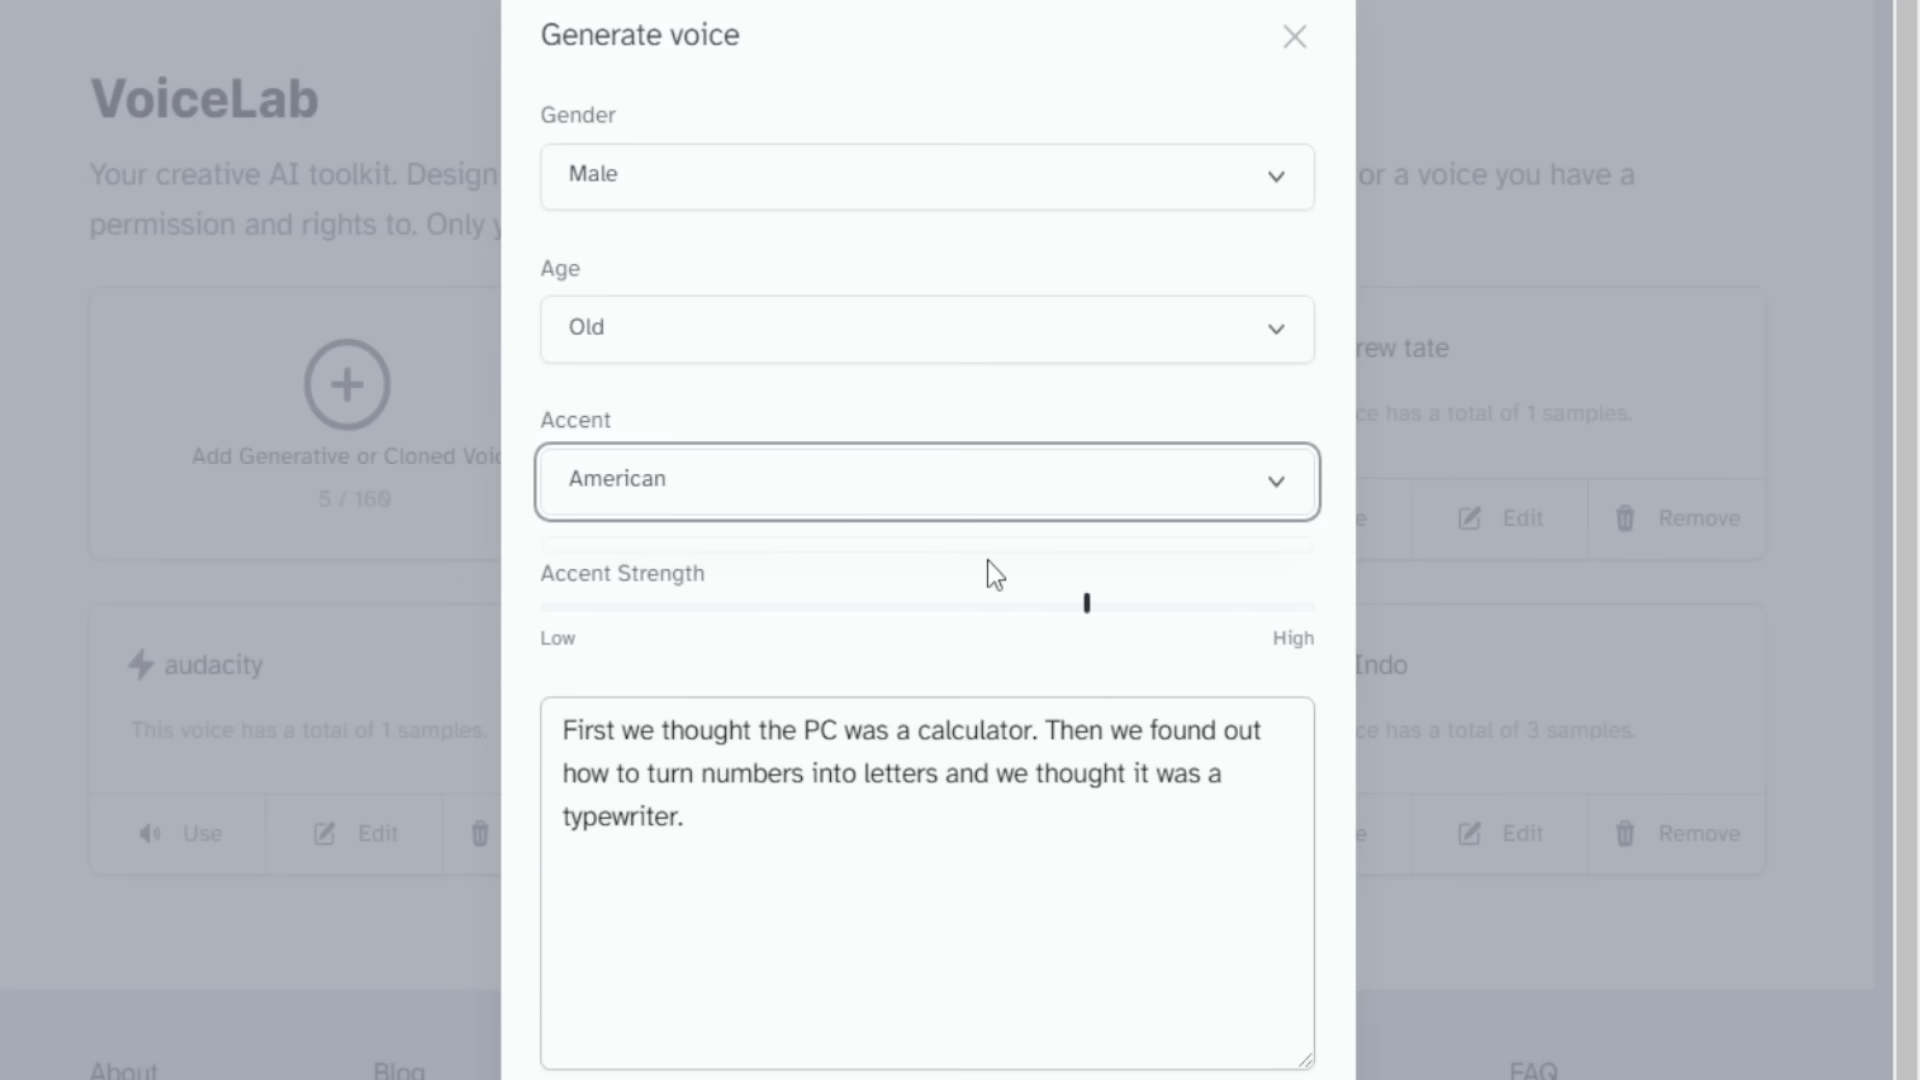 Generate voice
VoiceLab
Gender
Male
Your creative AI toolkit. Design
or a voice you have a
permission and rights to. Only
Age
Old
rew tate
Accent
ce has a total of 1 samples.
American
Add Generative or Cloned Voic
5 / 160
e Edit Remove
Accent Strength
Low High
audacity
Indo
This voice has a total of 1 samples.
ce has a total of 3 samples.
First we thought the PC was a calculator. Then we found out
how to turn numbers into letters and we thought it was a
typewriter.
Use Edit
e Edit Remove
About Blog FAQ